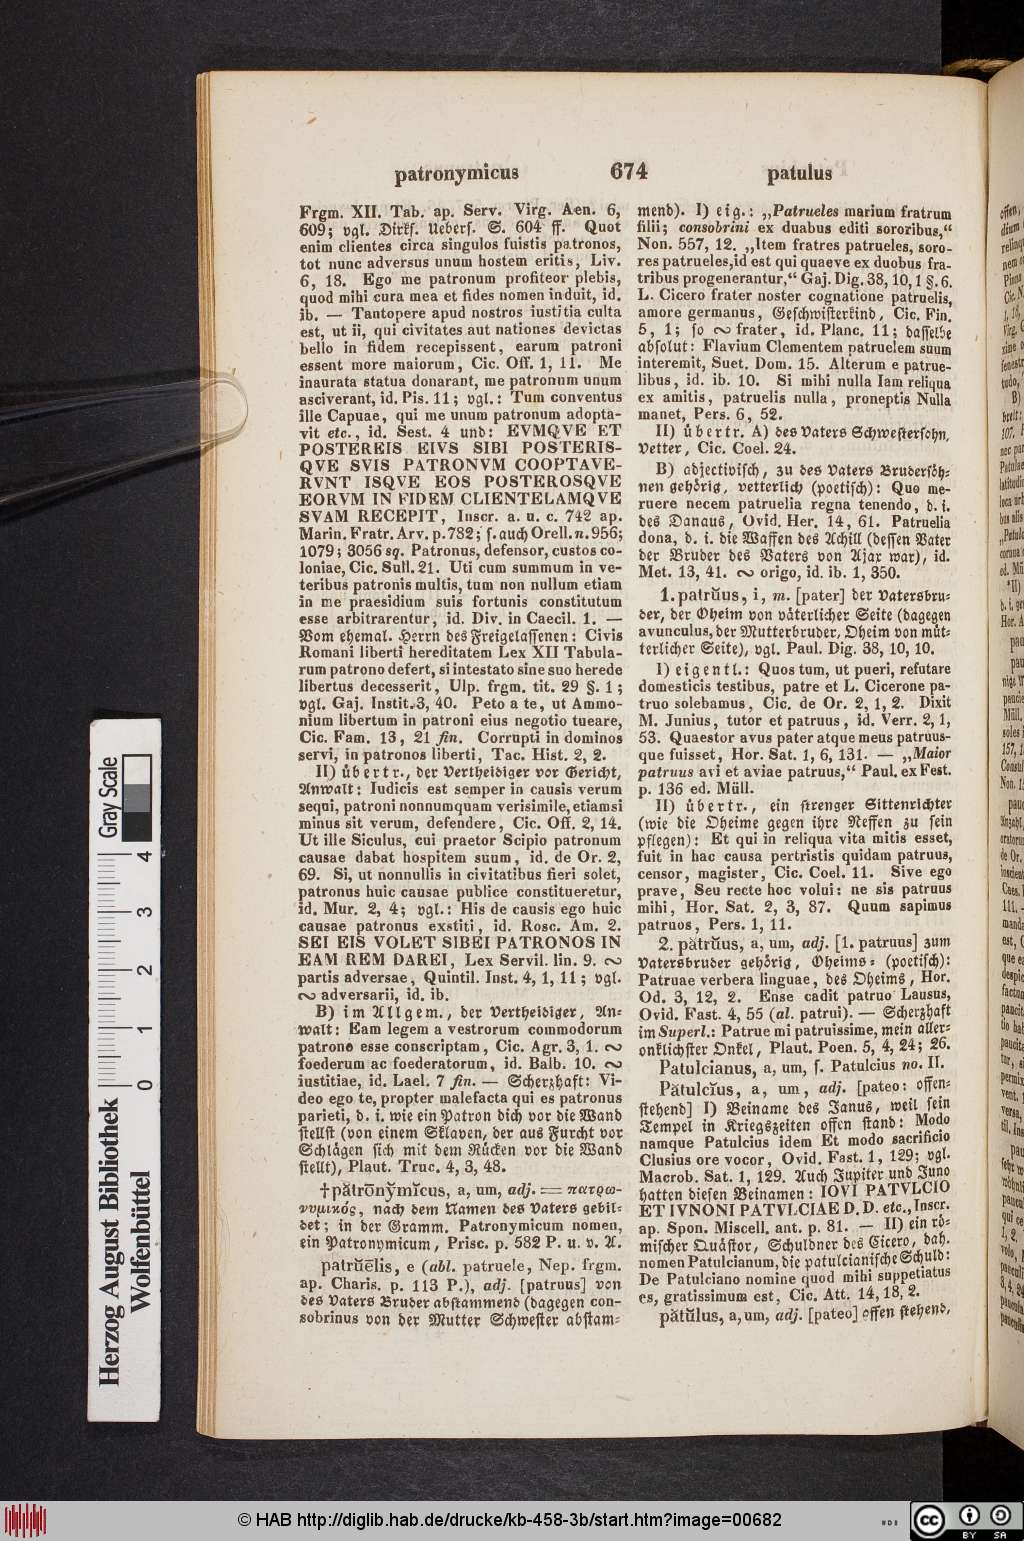 patronymicus 674 patulus
Frgm. XII. Tab. ap. Serv. Virg. Aen. 6,
609; vgl. Dirks. Uebers. S. 604 ff. Quot
enim clientes circa singulos fuistis patronos,
tot nunc adversus unum hostem eritis, Liv.
6, 18. Ego me patronum profiteor plebis,
quod mihi cura mea et fides nomen induit, id.
ib. — Tantopere apud nostros iustitia culta
est, ut ii, qui civitates aut nationes devictas
bello in fidem recepissent, earum patroni
essent more maiorum, Cic. Off. 1, 11. Me
inaurata statua donarant, me patronum unum
asciverant, id. Pis. 11; vgl.: Tum conventus
ille Capuae, qui me unum patronum adopta-
vit etc., id. Sest. 4 und: EVMQVE ET
POSTEREIS EIVS SIBI POSTERIS-
QVE SVIS PATRONVM COOPTAVE-
RVNT ISQVE EOS POSTEROSQVE
EORVM IN FIDEM CLIENTELAMQVE
SVAM RECEPIT, Inscr. a. u. c. 742 ap.
Marin. Fratr. Arv. p. 782; s. auch Orell. n. 956;
1079; 3056 sq. Patronus, defensor, custos co-
loniae, Cic. Sull. 21. Uti cum summum in ve-
teribus patronis multis, tum non nullum etiam
in me praesidium suis fortunis constitutum
esse arbitrarentur, id. Div. in Caecil. 1. —
Vom ehemal. Herrn des Freigelassenen: Civis
Romani liberti hereditatem Lex XII Tabula-
rum patrono defert, si intestato sine suo herede
libertus decesserit, Ulp. frgm. tit. 29 §. 1;
vgl. Gaj. Instit. 3, 40. Peto a te, ut Ammo-
nium libertum in patroni eius negotio tueare,
Cic. Fam. 13, 21 fin. Corrupti in dominos
servi, in patronos liberti, Tac. Hist. 2, 2.
II) übertr., der Vertheidiger vor Gericht,
Anwalt: Iudicis est semper in causis verum
sequi, patroni nonnumquam verisimile, etiamsi
minus sit verum, defendere, Cic. Off. 2, 14.
Ut ille Siculus, cui praetor Scipio patronum
causae dabat hospitem suum, id. de Or. 2,
69. Si, ut nonnullis in civitatibus fieri solet,
patronus huic causae publice constitueretur,
id. Mur. 2, 4; vgl.: His de causis ego huic
causae patronus exstiti, id. Rosc. Am. 2.
SEI EIS VOLET SIBEI PATRONOS IN
EAM REM DAREI, Lex Servil. lin. 9. ∾
partis adversae, Quintil. Inst. 4, 1, 11; vgl.
∾ adversarii, id. ib.
B) im Allgem., der Vertheidiger, An-
walt: Eam legem a vestrorum commodorum
patrono esse conscriptam, Cic. Agr. 3, 1. ∾
foederum ac foederatorum, id. Balb. 10. ∾
iustitiae, id. Lael. 7 fin. — Scherzhaft: Vi-
deo ego te, propter malefacta qui es patronus
parieti, d. i. wie ein Patron dich vor die Wand
stellst (von einem Sklaven, der aus Furcht vor
Schlägen sich mit dem Rücken vor die Wand
stellt), Plaut. Truc. 4, 3, 48.
†pătrōny̆mĭcus, a, um, adj. = πατρω-
νυμικός, nach dem Namen des Vaters gebil-
det; in der Gramm. Patronymicum nomen,
ein Patronymicum, Prisc. p. 582 P. u. v. A.
patrŭēlis, e (abl. patruele, Nep. frgm.
ap. Charis. p. 113 P.), adj. [patruus] von
des Vaters Bruder abstammend (dagegen con-
sobrinus von der Mutter Schwester abstam-
mend). I) eig.: „Patrueles marium fratrum
filii; consobrini ex duabus editi sororibus,“
Non. 557, 12. „Item fratres patrueles, soro-
res patrueles, id est qui quaeve ex duobus fra-
tribus progenerantur,“ Gaj. Dig. 38, 10, 1 §. 6.
L. Cicero frater noster cognatione patruelis,
amore germanus, Geschwisterkind, Cic. Fin.
5, 1; so ∾ frater, id. Planc. 11; dasselbe
absolut: Flavium Clementem patruelem suum
interemit, Suet. Dom. 15. Alterum e patrue-
libus, id. ib. 10. Si mihi nulla Iam reliqua
ex amitis, patruelis nulla, proneptis Nulla
manet, Pers. 6, 52.
II) übertr. A) des Vaters Schwestersohn,
Vetter, Cic. Coel. 24.
B) adjectivisch, zu des Vaters Brudersöh-
nen gehörig, vetterlich (poetisch): Quo me-
ruere necem patruelia regna tenendo, d. i.
des Danaus, Ovid. Her. 14, 61. Patruelia
dona, d. i. die Waffen des Achill (dessen Vater
der Bruder des Vaters von Ajax war), id.
Met. 13, 41. ∾ origo, id. ib. 1, 350.
1. patrŭus, i, m. [pater] der Vatersbru-
der, der Oheim von väterlicher Seite (dagegen
avunculus, der Mutterbruder, Oheim von müt-
terlicher Seite), vgl. Paul. Dig. 38, 10, 10.
I) eigentl.: Quos tum, ut pueri, refutare
domesticis testibus, patre et L. Cicerone pa-
truo solebamus, Cic. de Or. 2, 1, 2. Dixit
M. Junius, tutor et patruus, id. Verr. 2, 1,
53. Quaestor avus pater atque meus patruus-
que fuisset, Hor. Sat. 1, 6, 131. — „Maior
patruus avi et aviae patruus,“ Paul. ex Fest.
p. 136 ed. Müll.
II) übertr., ein strenger Sittenrichter
(wie die Oheime gegen ihre Neffen zu sein
pflegen): Et qui in reliqua vita mitis esset,
fuit in hac causa pertristis quidam patruus,
censor, magister, Cic. Coel. 11. Sive ego
prave, Seu recte hoc volui: ne sis patruus
mihi, Hor. Sat. 2, 3, 87. Quum sapimus
patruos, Pers. 1, 11.
2. pătrŭus, a, um, adj. [1. patruus] zum
Vatersbruder gehörig, Oheims- (poetisch):
Patruae verbera linguae, des Oheims, Hor.
Od. 3, 12, 2. Ense cadit patruo Lausus,
Ovid. Fast. 4, 55 (al. patrui). — Scherzhaft
im Superl.: Patrue mi patruissime, mein aller-
onklichster Onkel, Plaut. Poen. 5, 4, 24; 26.
Patulcianus, a, um, s. Patulcius no. II.
Pătulcĭus, a, um, adj. [pateo: offen-
stehend] I) Beiname des Janus, weil sein
Tempel in Kriegszeiten offen stand: Modo
namque Patulcius idem Et modo sacrificio
Clusius ore vocor, Ovid. Fast. 1, 129; vgl.
Macrob. Sat. 1, 129. Auch Jupiter und Juno
hatten diesen Beinamen: IOVI PATVLCIO
ET IVNONI PATVLCIAE D. D. etc., Inscr.
ap. Spon. Miscell. ant. p. 81. — II) ein rö-
mischer Quästor, Schuldner des Cicero, dah.
nomen Patulcianum, die patulcianische Schuld:
De Patulciano nomine quod mihi suppetiatus
es, gratissimum est, Cic. Att. 14, 18, 2.
pătŭlus, a, um, adj. [pateo] offen stehend,
Gray Scale
0 1 2 3 4
Herzog August Bibliothek
Wolfenbüttel
© HAB http://diglib.hab.de/drucke/kb-458-3b/start.htm?image=00682
BY SA